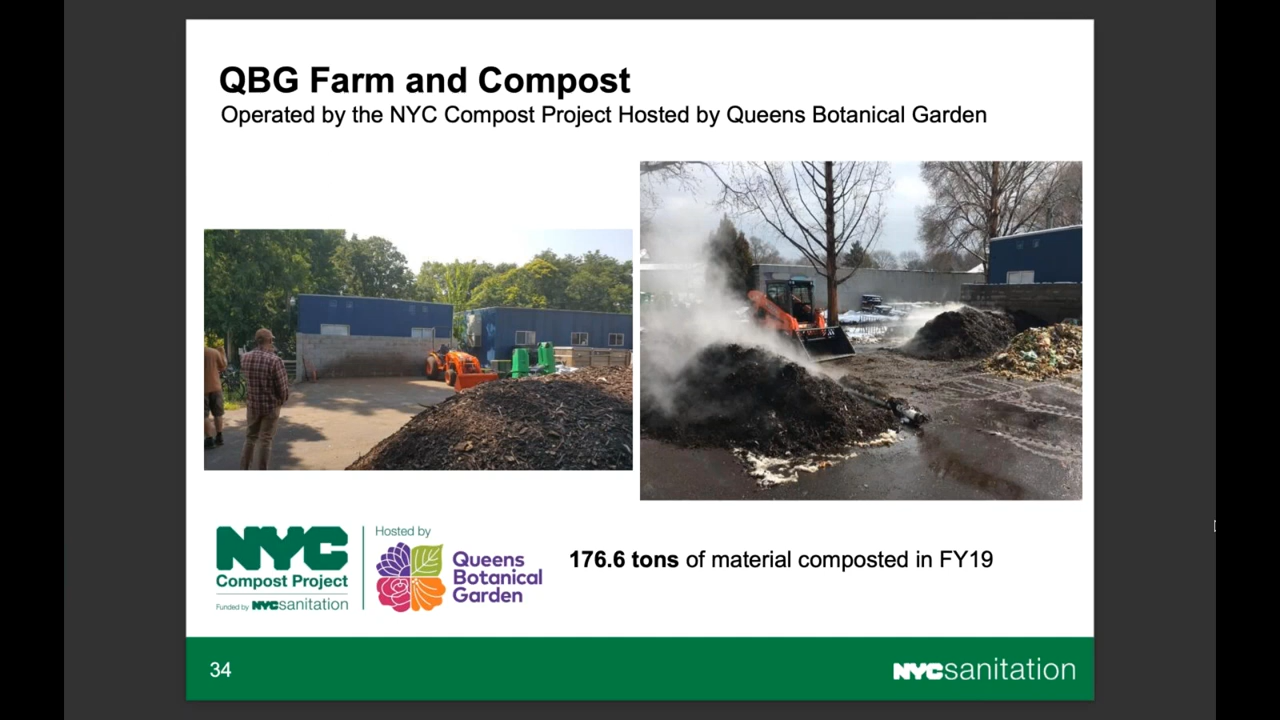 QBG Farm and Compost
Operated by the NYC Compost Project Hosted by Queens Botanical Garden
NYC
Compost Project
Funded by NYCsanitation
Hosted by
Queens
Botanical
Garden
176.6 tons of material composted in FY19
34
NYCsanitation